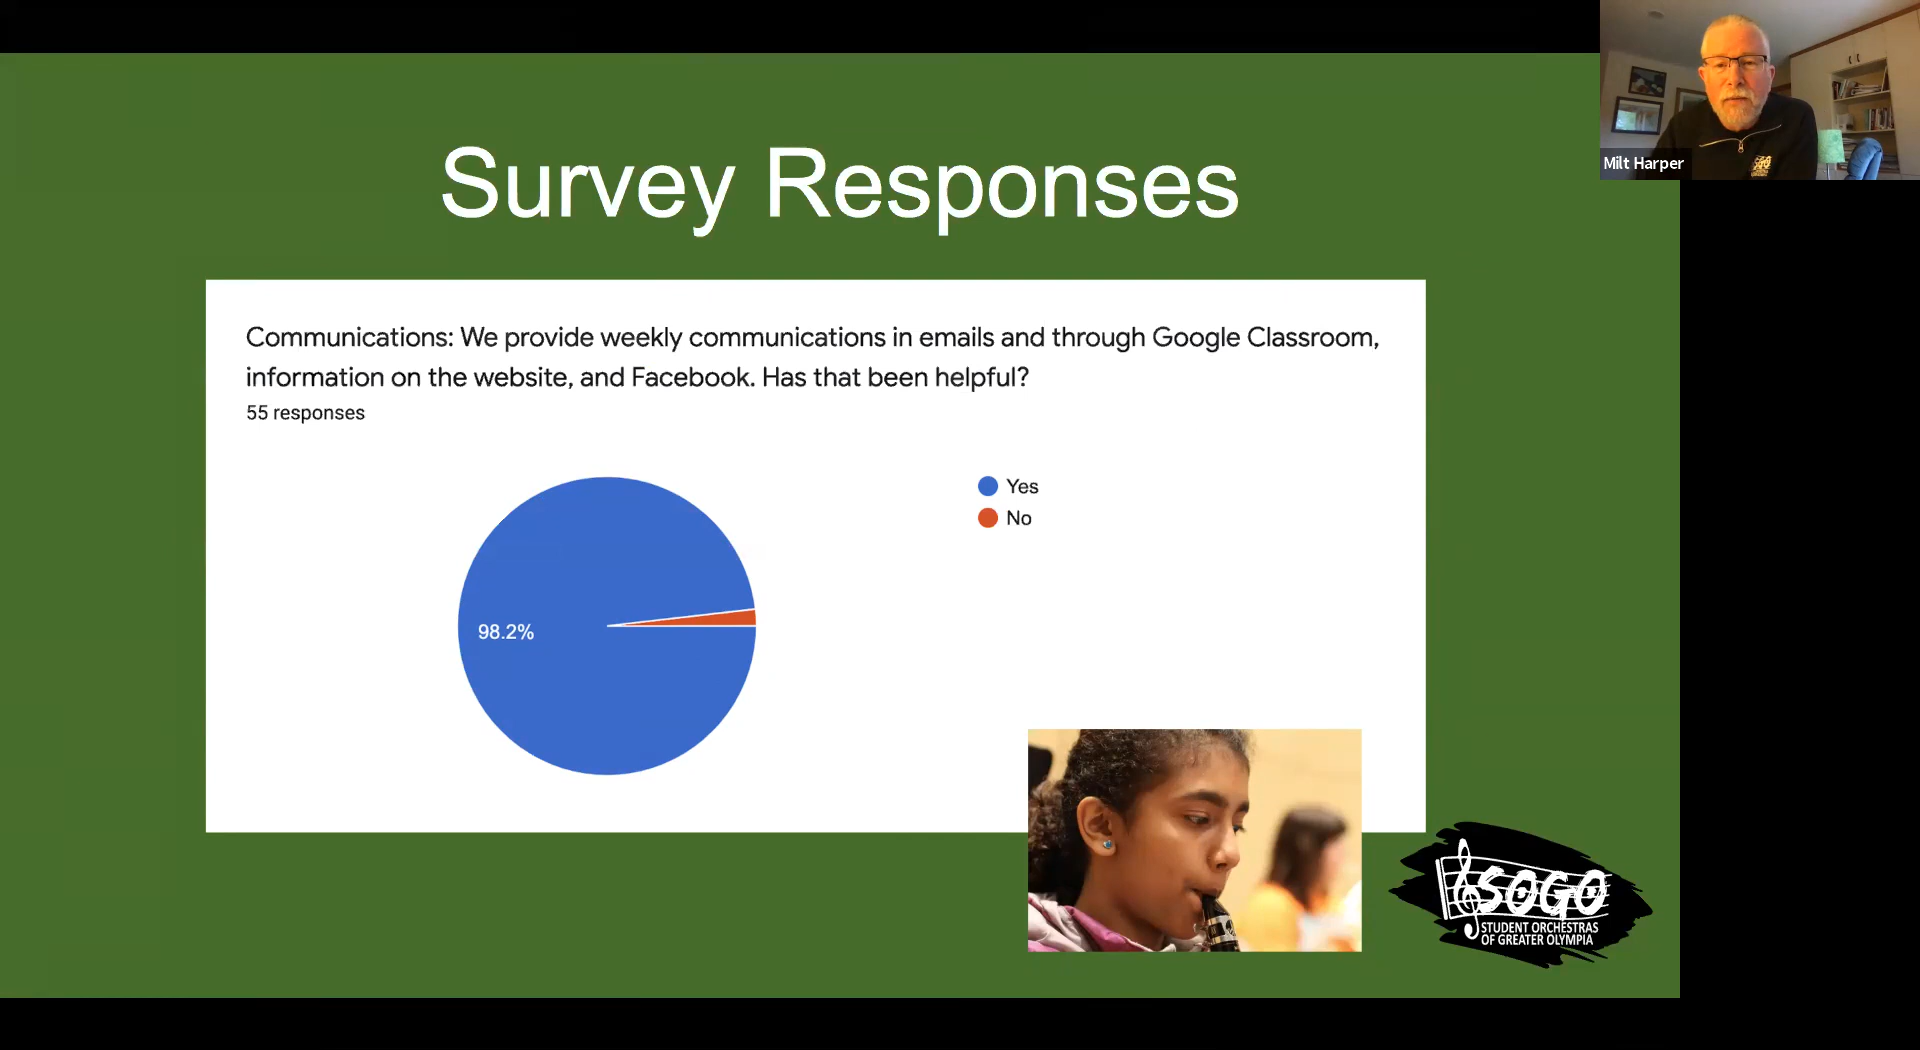 Survey Responses
Milt Harper
Communications: We provide weekly communications in emails and through Google Classroom,
information on the website, and Facebook. Has that been helpful?
55 responses
Yes
No
98.2%
SOGO
STUDENT ORCHESTRAS
OF GREATER OLYMPIA